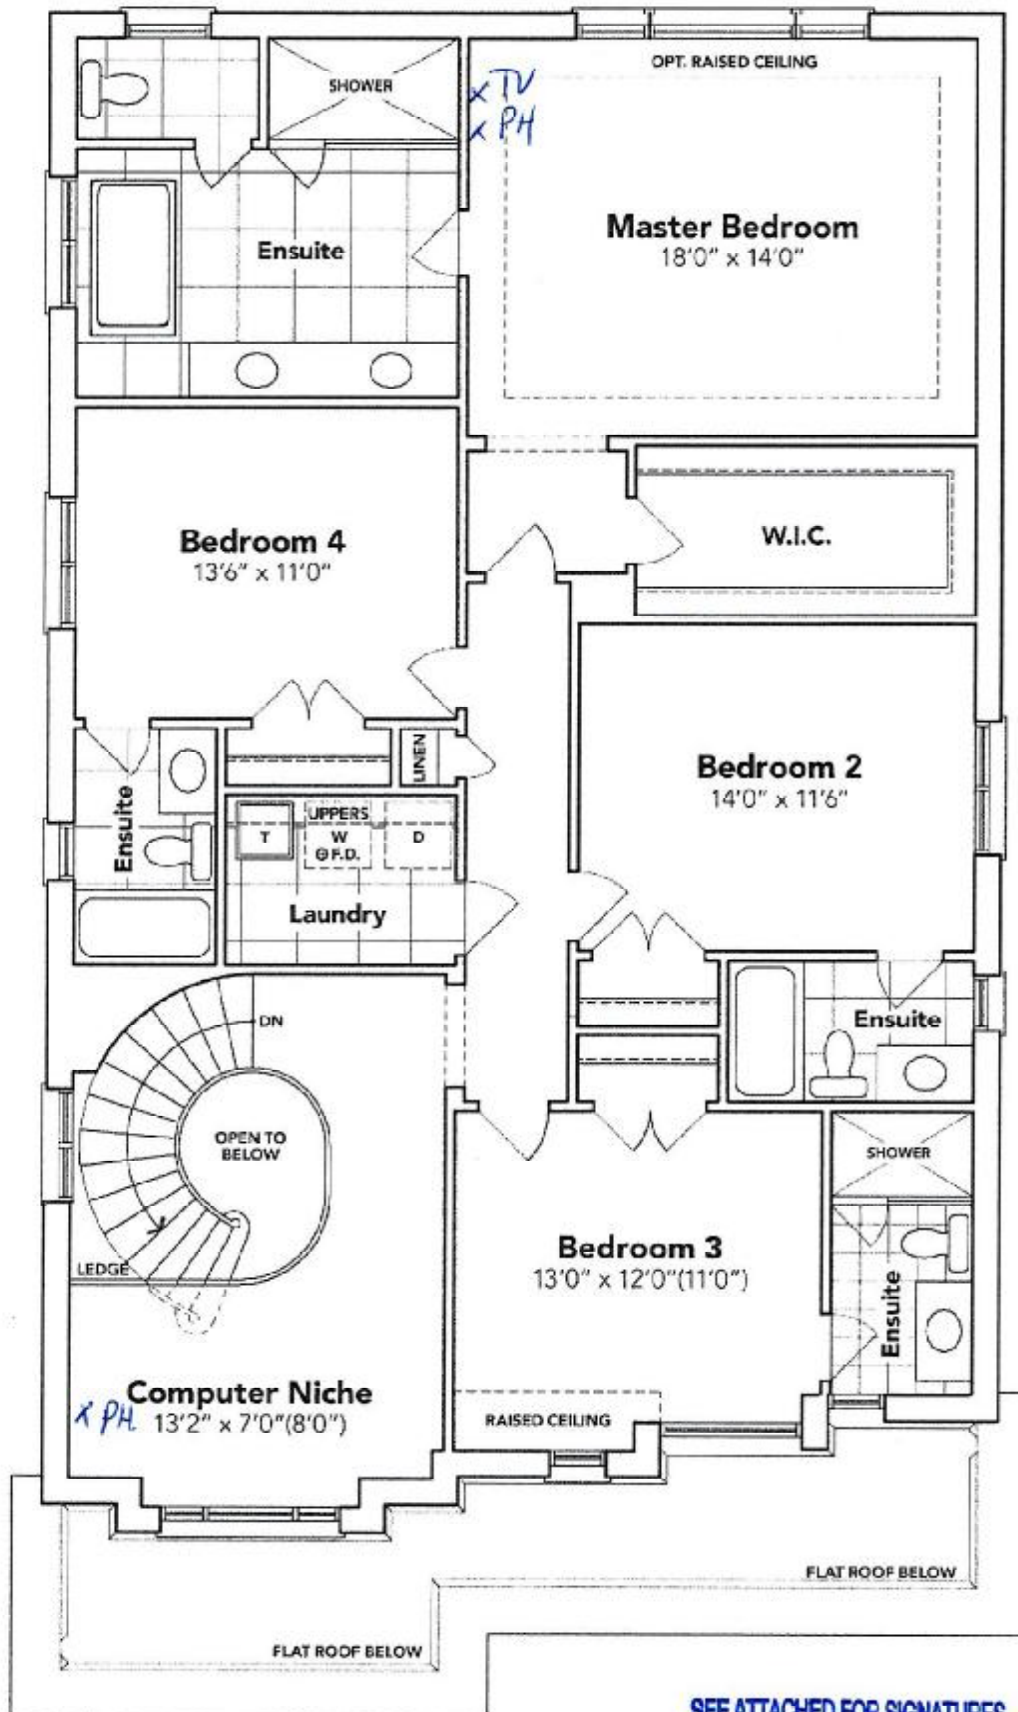 OPT. RAISED CEILING
SHOWER
x TV
x PH
Master Bedroom
18'0" x 14'0"
Ensuite
Bedroom 4
13'6" x 11'0"
W.I.C.
LINEN
Bedroom 2
14'0" x 11'6"
Ensuite
UPPERS
T
W
D
F.D.
Laundry
DN
Ensuite
OPEN TO
BELOW
SHOWER
LEDGE
Bedroom 3
13'0" x 12'0"(11'0")
Ensuite
Computer Niche
x PH. 13'2" x 7'0"(8'0")
RAISED CEILING
FLAT ROOF BELOW
FLAT ROOF BELOW
SEE ATTACHED FOR SIGNATURES